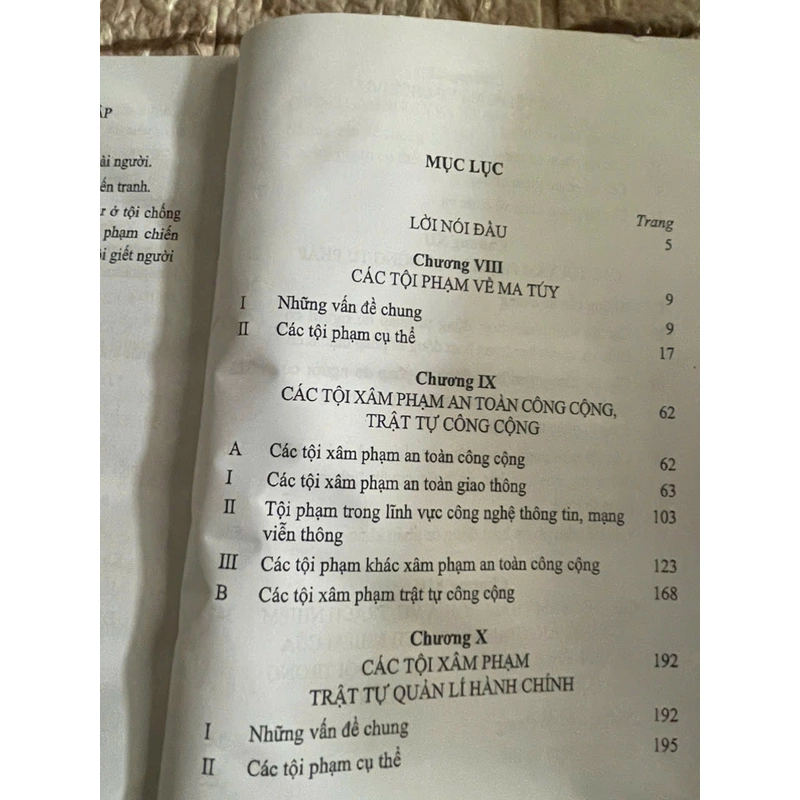 ài người.
ến tranh.
r ở tội chống
phạm chiến
i giết người
MỤC LỤC
Trang
LỜI NÓI ĐẦU 5
Chương VIII
CÁC TỘI PHẠM VỀ MA TÚY 9
I Những vấn đề chung 9
II Các tội phạm cụ thể 17
Chương IX
CÁC TỘI XÂM PHẠM AN TOÀN CÔNG CỘNG, 62
TRẬT TỰ CÔNG CỘNG
A Các tội xâm phạm an toàn công cộng 62
I Các tội xâm phạm an toàn giao thông 63
II Tội phạm trong lĩnh vực công nghệ thông tin, mạng 103
viễn thông
III Các tội phạm khác xâm phạm an toàn công cộng 123
B Các tội xâm phạm trật tự công cộng 168
Chương X
CÁC TỘI XÂM PHẠM 192
TRẬT TỰ QUẢN LÍ HÀNH CHÍNH
I Những vấn đề chung 192
II Các tội phạm cụ thể 195